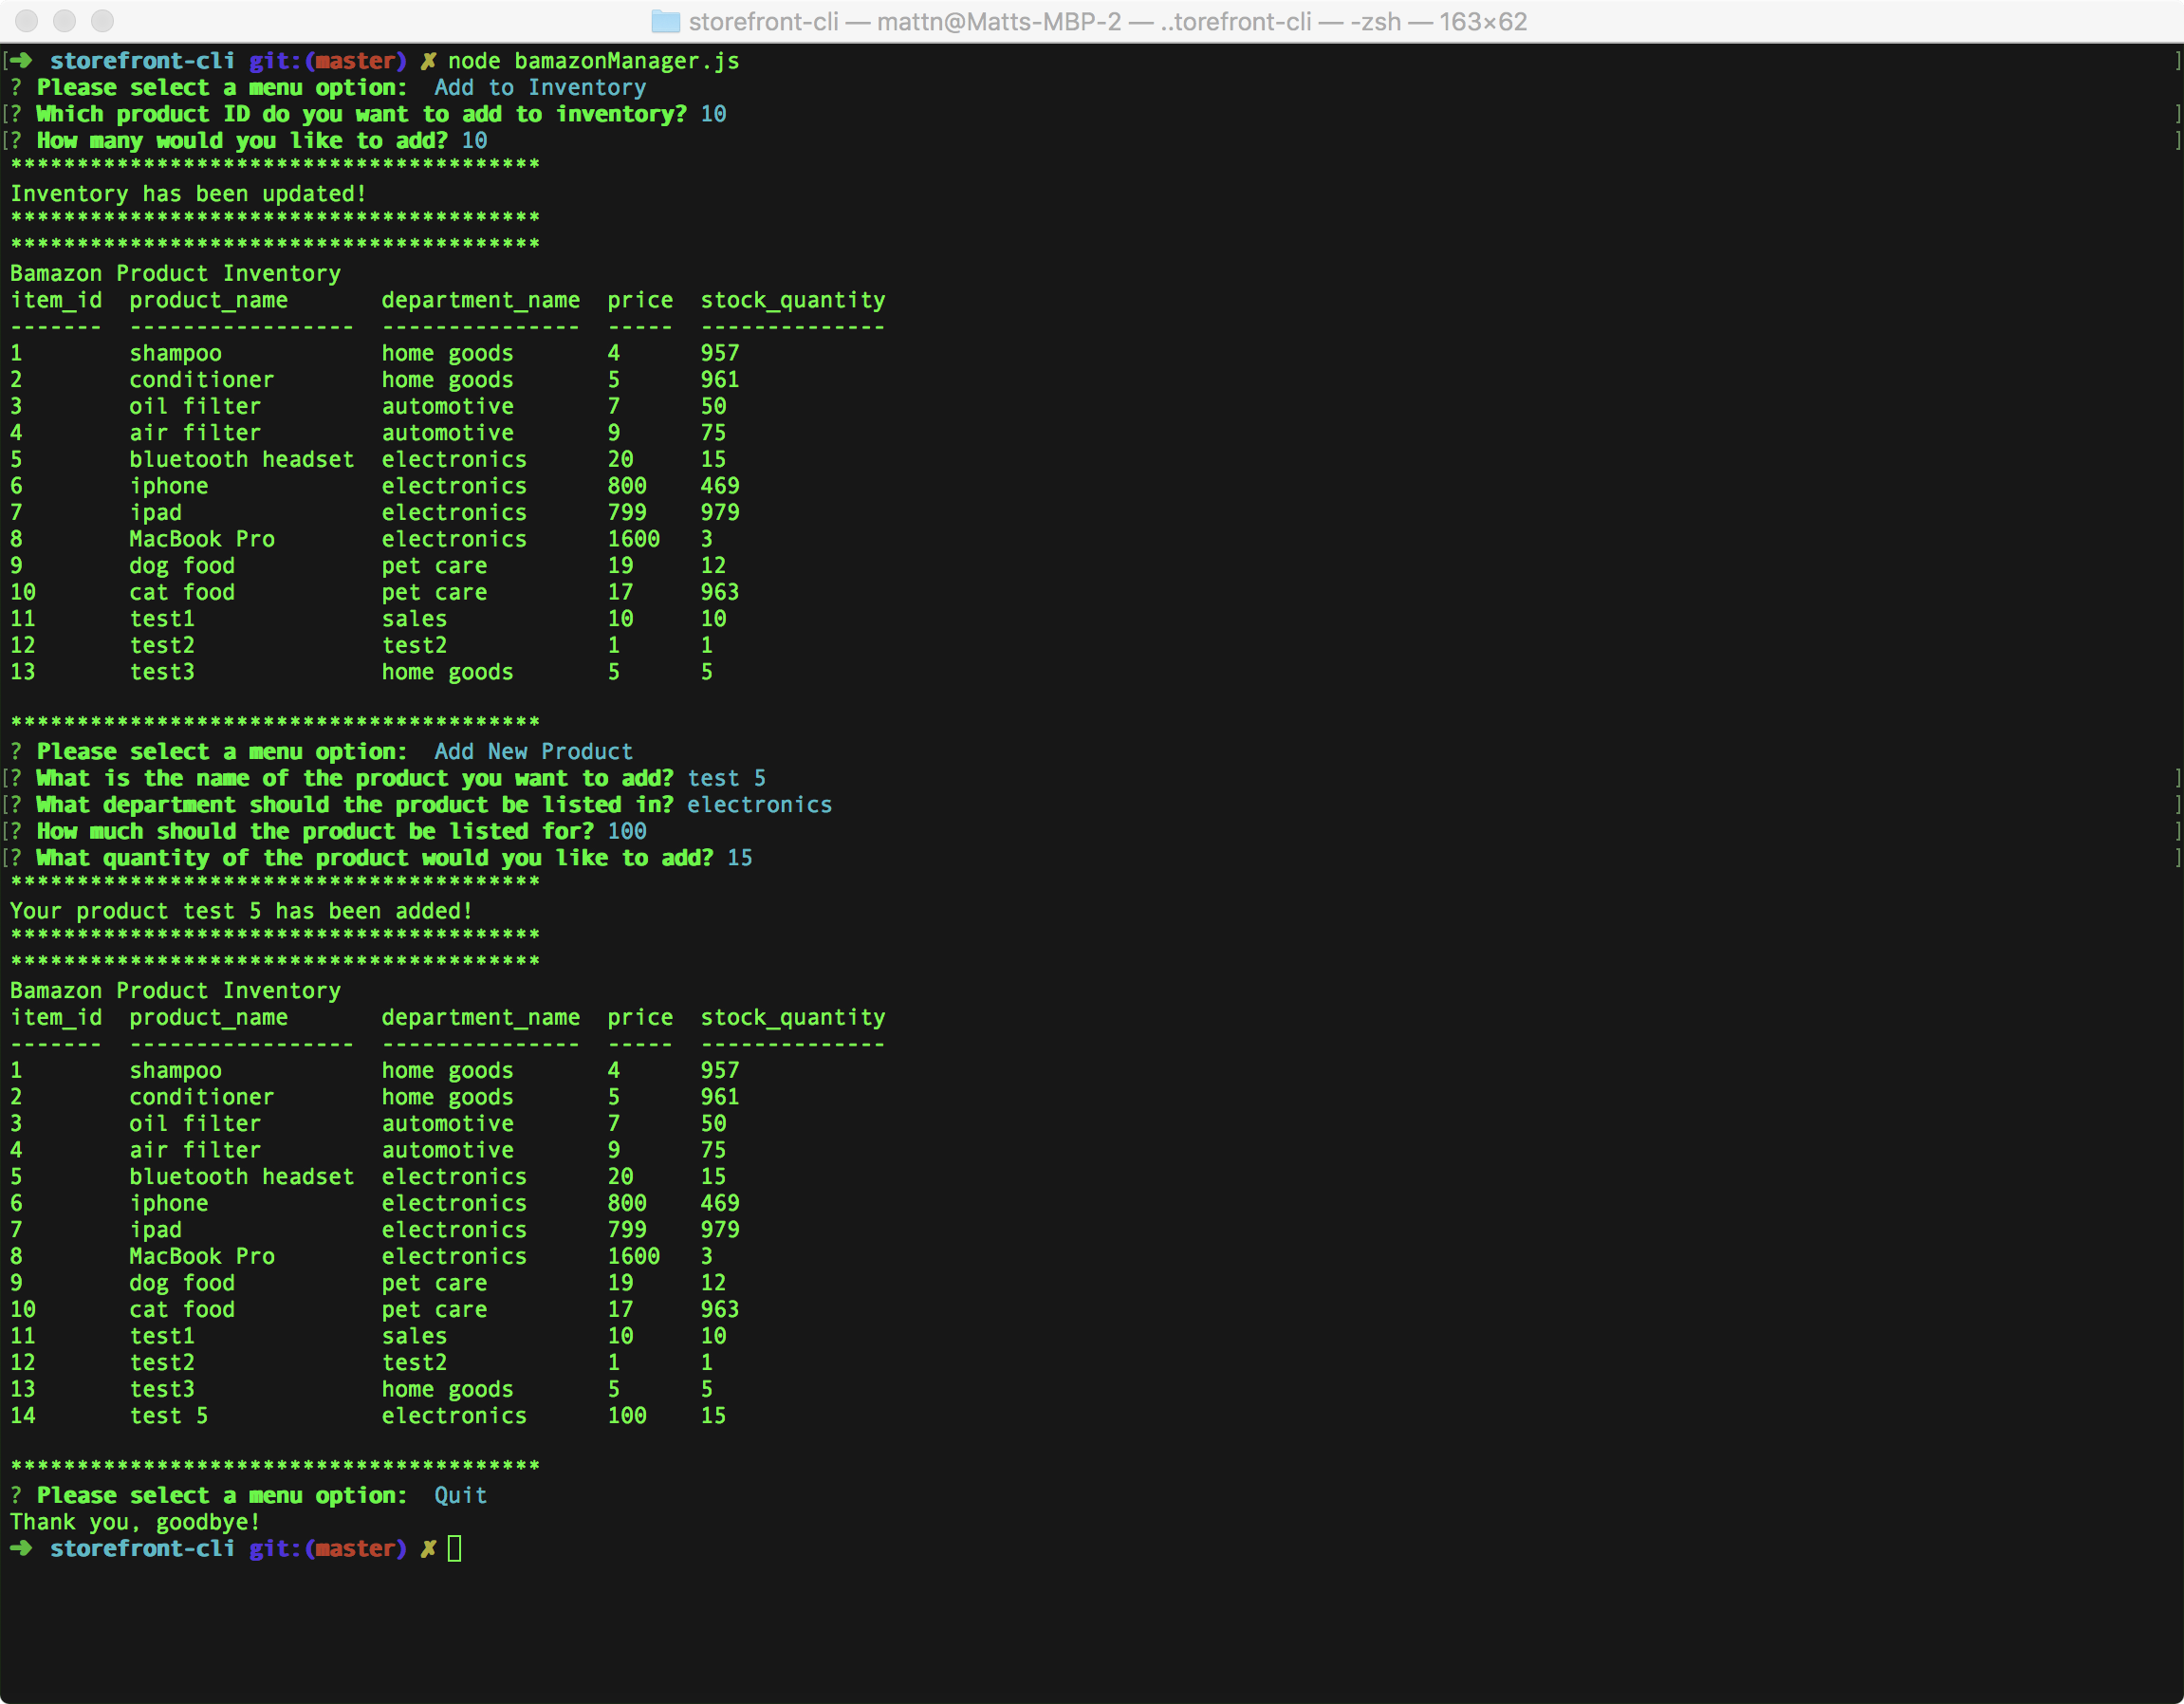 storefront-cli — mattn@Matts-MBP-2 — ..torefront-cli — -zsh — 163×62
[➜  storefront-cli git:(master) ✗ node bamazonManager.js ]
? Please select a menu option:  Add to Inventory
[? Which product ID do you want to add to inventory? 10 ]
[? How many would you like to add? 10 ]
****************************************
Inventory has been updated!
****************************************
****************************************
Bamazon Product Inventory
item_id  product_name       department_name  price  stock_quantity
-------  -----------------  ---------------  -----  --------------
1        shampoo            home goods       4      957
2        conditioner        home goods       5      961
3        oil filter         automotive       7      50
4        air filter         automotive       9      75
5        bluetooth headset  electronics      20     15
6        iphone             electronics      800    469
7        ipad               electronics      799    979
8        MacBook Pro        electronics      1600   3
9        dog food           pet care         19     12
10       cat food           pet care         17     963
11       test1              sales            10     10
12       test2              test2            1      1
13       test3              home goods       5      5
****************************************
? Please select a menu option:  Add New Product
[? What is the name of the product you want to add? test 5 ]
[? What department should the product be listed in? electronics ]
[? How much should the product be listed for? 100 ]
[? What quantity of the product would you like to add? 15 ]
****************************************
Your product test 5 has been added!
****************************************
****************************************
Bamazon Product Inventory
item_id  product_name       department_name  price  stock_quantity
-------  -----------------  ---------------  -----  --------------
1        shampoo            home goods       4      957
2        conditioner        home goods       5      961
3        oil filter         automotive       7      50
4        air filter         automotive       9      75
5        bluetooth headset  electronics      20     15
6        iphone             electronics      800    469
7        ipad               electronics      799    979
8        MacBook Pro        electronics      1600   3
9        dog food           pet care         19     12
10       cat food           pet care         17     963
11       test1              sales            10     10
12       test2              test2            1      1
13       test3              home goods       5      5
14       test 5             electronics      100    15
****************************************
? Please select a menu option:  Quit
Thank you, goodbye!
➜  storefront-cli git:(master) ✗